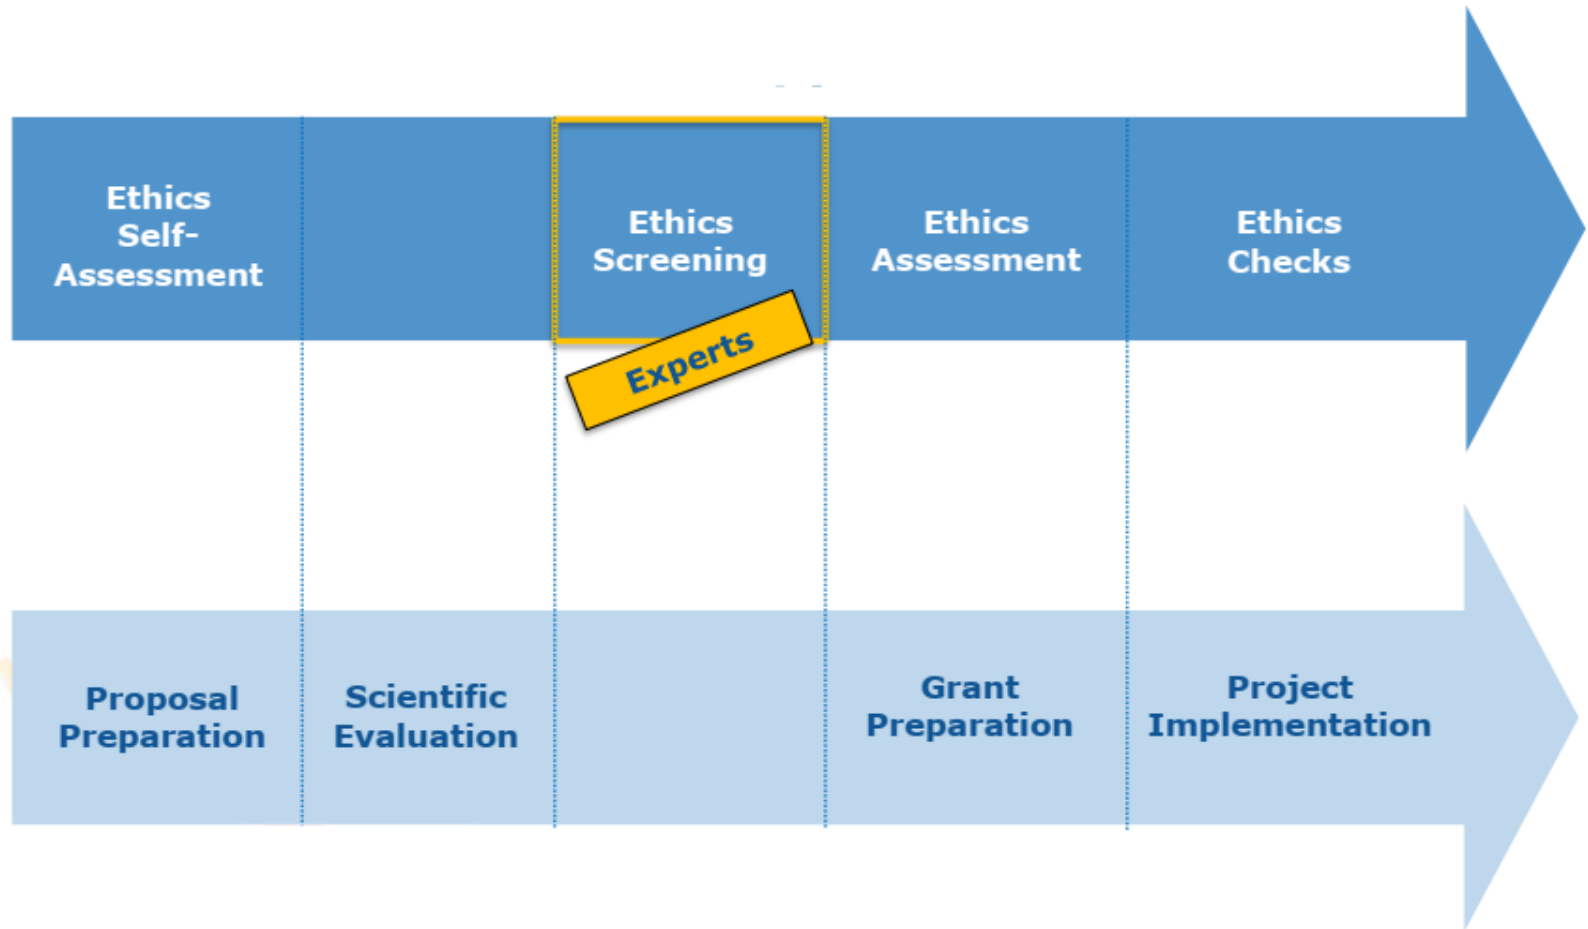 Ethics
Self-
Assessment
Ethics
Screening
Ethics
Assessment
Ethics
Checks
Experts
Proposal
Preparation
Scientific
Evaluation
Grant
Preparation
Project
Implementation